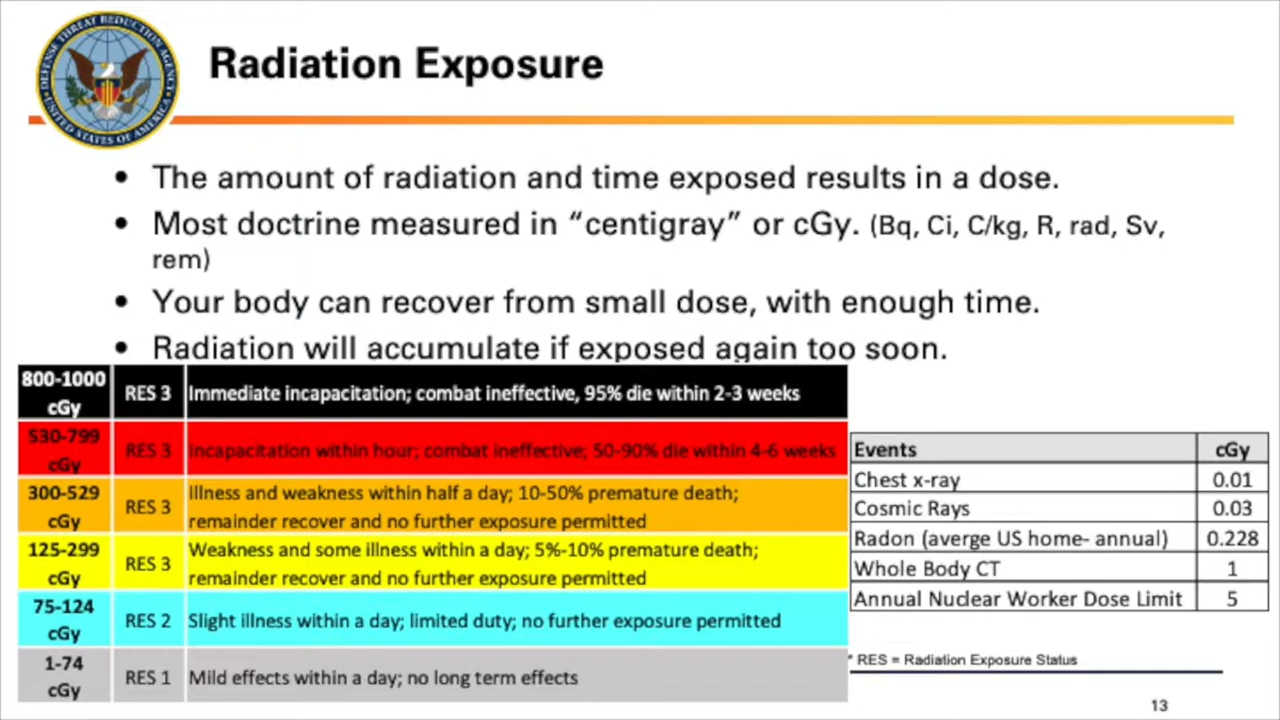 DEFENSE THREAT REDUCTION AGENCY
UNITED STATES OF AMERICA
Radiation Exposure
• The amount of radiation and time exposed results in a dose.
• Most doctrine measured in “centigray” or cGy. (Bq, Ci, C/kg, R, rad, Sv,
rem)
• Your body can recover from small dose, with enough time.
• Radiation will accumulate if exposed again too soon.
800-1000
cGy
RES 3
Immediate incapacitation; combat ineffective, 95% die within 2-3 weeks
530-799
cGy
RES 3
Incapacitation within hour; combat ineffective; 50-90% die within 4-6 weeks
300-529
cGy
RES 3
Illness and weakness within half a day; 10-50% premature death;
remainder recover and no further exposure permitted
125-299
cGy
RES 3
Weakness and some illness within a day; 5%-10% premature death;
remainder recover and no further exposure permitted
75-124
cGy
RES 2
Slight illness within a day; limited duty; no further exposure permitted
1-74
cGy
RES 1
Mild effects within a day; no long term effects
Events cGy
Chest x-ray 0.01
Cosmic Rays 0.03
Radon (averge US home- annual) 0.228
Whole Body CT 1
Annual Nuclear Worker Dose Limit 5
* RES = Radiation Exposure Status
13